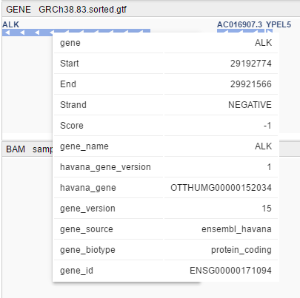 GENE GRCh38.83.sorted.gtf
ALK AC016907.3 YPEL5
gene ALK
Start 29192774
End 29921566
Strand NEGATIVE
Score -1
gene_name ALK
havana_gene_version 1
havana_gene OTTHUMG00000152034
gene_version 15
gene_source ensembl_havana
gene_biotype protein_coding
gene_id ENSG00000171094
BAM samp